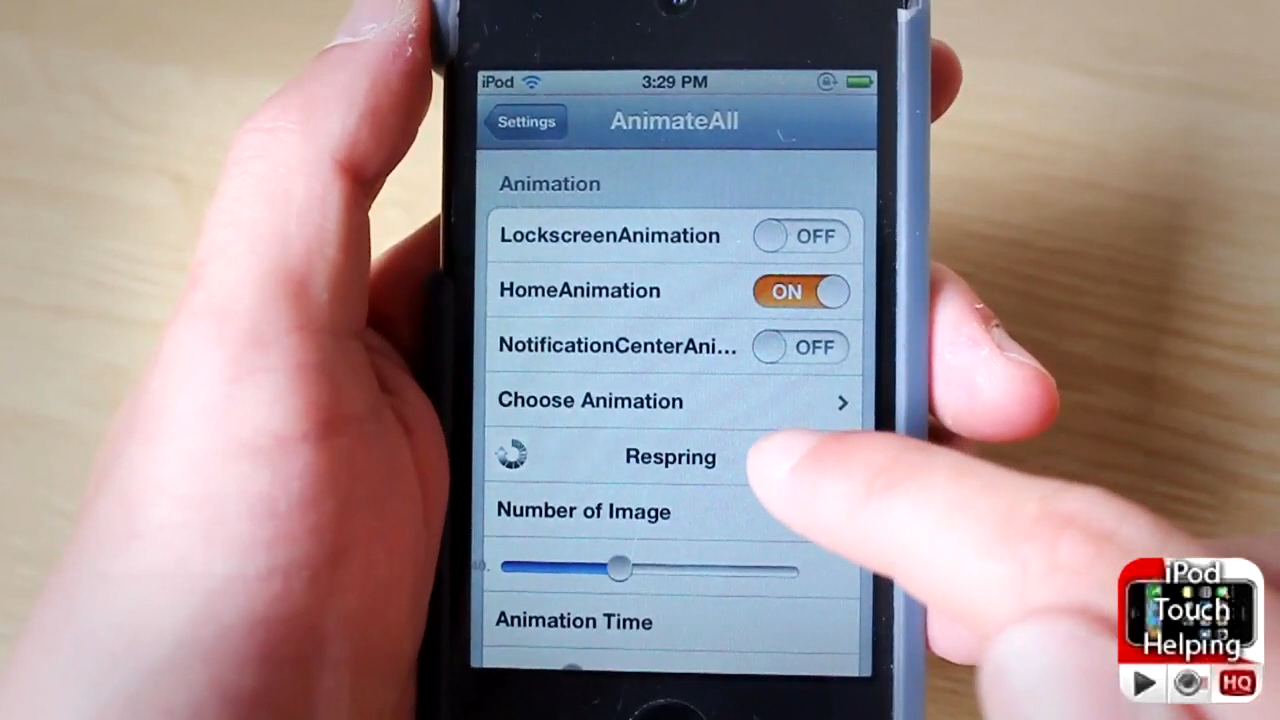 iPod
3:29 PM
Settings
AnimateAll
Animation
LockscreenAnimation
OFF
HomeAnimation
ON
NotificationCenterAni...
OFF
Choose Animation
Respring
Number of Image
40.
Animation Time
iPod
Touch
Helping
HQ